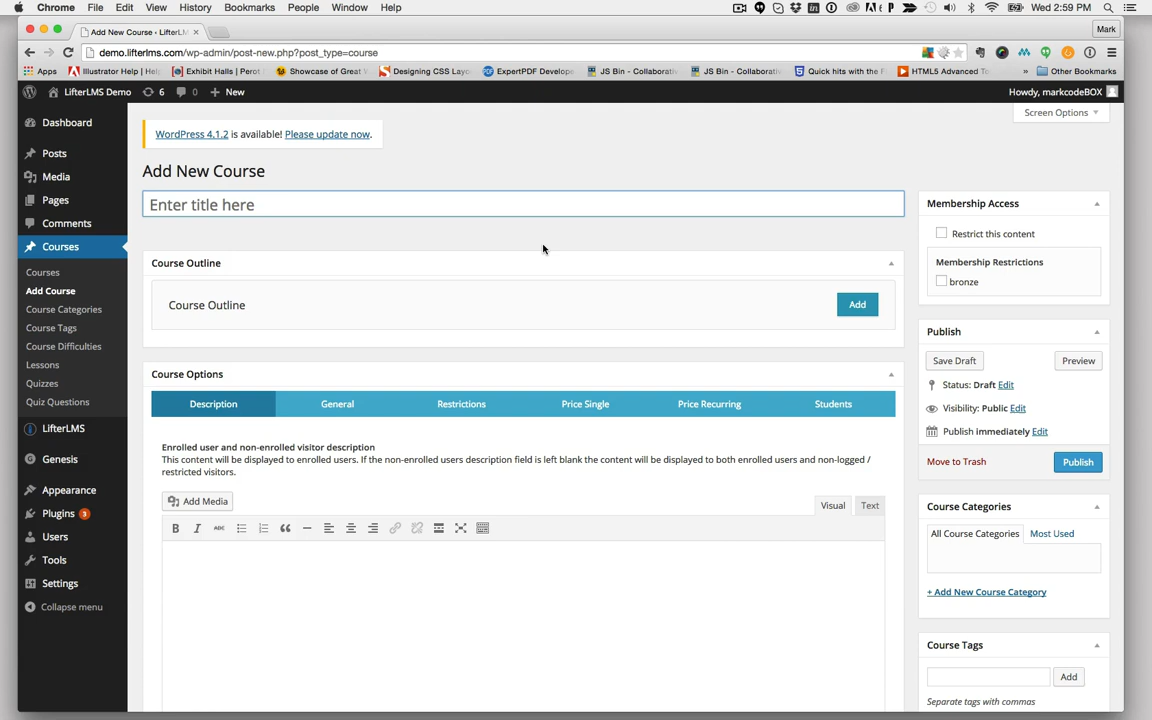 Chrome File Edit View History Bookmarks People Window Help Wed 2:59 PM
Add New Course ‹ LifterLM Mark
demo.lifterlms.com/wp-admin/post-new.php?post_type=course
Apps Illustrator Help | Hel Exhibit Halls | Perot Showcase of Great ExpertPDF Develop Designing CSS Layo JS Bin - Collaborati JS Bin - Collaborati Quick hits with the HTML5 Advanced » Other Bookmarks
LifterLMS Demo 6 0 + New Howdy, markcodeBOX
Screen Options
WordPress 4.1.2 is available! Please update now.
Add New Course
Enter title here
Dashboard
Posts
Media
Pages
Comments
Courses
Courses
Add Course
Course Categories
Course Tags
Course Difficulties
Lessons
Quizzes
Quiz Questions
LifterLMS
Genesis
Appearance
Plugins 3
Users
Tools
Settings
Collapse menu
Course Outline
Course Outline Add
Course Options
Description General Restrictions Price Single Price Recurring Students
Enrolled user and non-enrolled visitor description
This content will be displayed to enrolled users. If the non-enrolled users description field is left blank the content will be displayed to both enrolled users and non-logged /
restricted visitors.
Add Media
Visual Text
B I ABC
Membership Access
Restrict this content
Membership Restrictions
bronze
Publish
Save Draft Preview
Status: Draft Edit
Visibility: Public Edit
Publish immediately Edit
Move to Trash Publish
Course Categories
All Course Categories Most Used
+ Add New Course Category
Course Tags
Add
Separate tags with commas